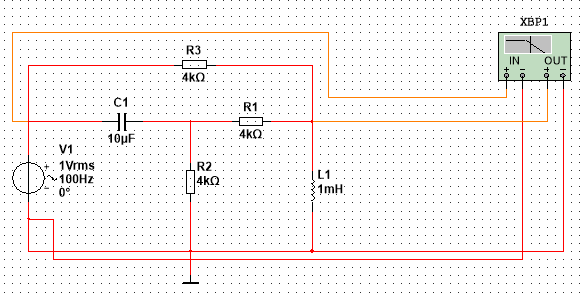 XBP1
IN OUT
+ − + −
R3
4kΩ
C1
10µF
R1
4kΩ
V1
1Vrms
100Hz
0°
+
−
R2
4kΩ
L1
1mH